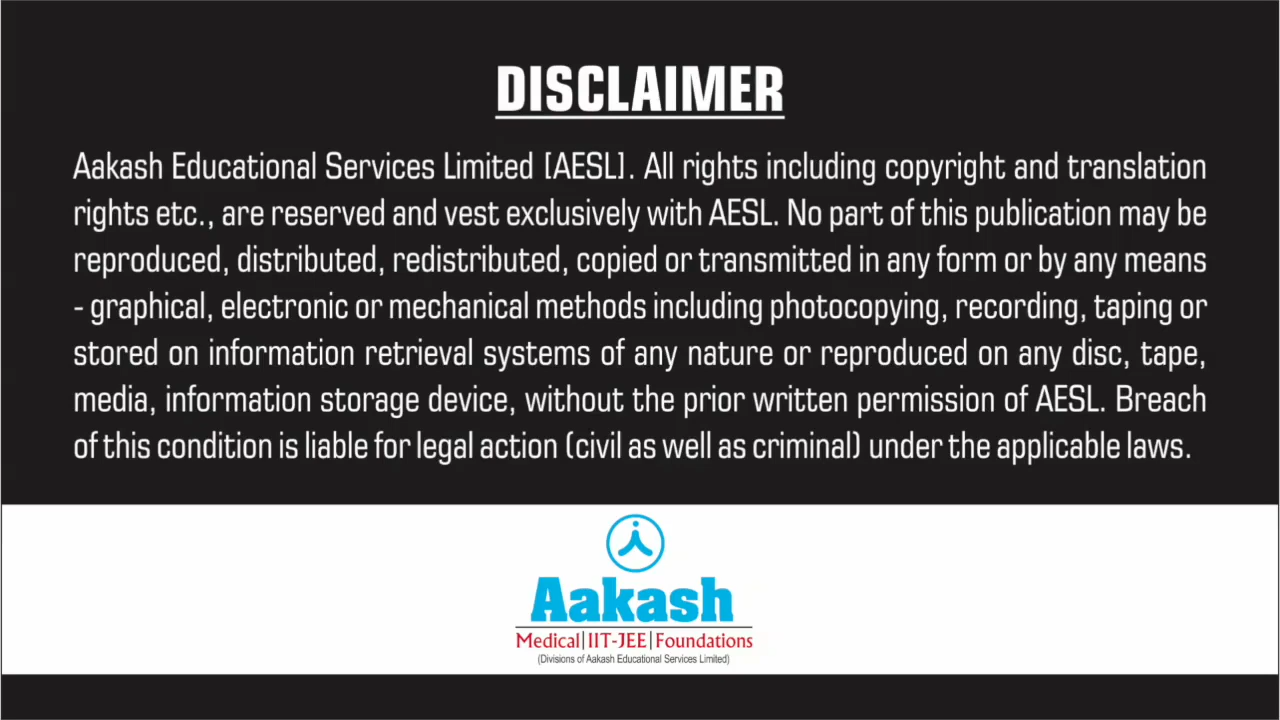 DISCLAIMER
Aakash Educational Services Limited [AESL]. All rights including copyright and translation
rights etc., are reserved and vest exclusively with AESL. No part of this publication may be
reproduced, distributed, redistributed, copied or transmitted in any form or by any means
- graphical, electronic or mechanical methods including photocopying, recording, taping or
stored on information retrieval systems of any nature or reproduced on any disc, tape,
media, information storage device, without the prior written permission of AESL. Breach
of this condition is liable for legal action (civil as well as criminal) under the applicable laws.
Aakash
Medical|IIT-JEE|Foundations
(Divisions of Aakash Educational Services Limited)